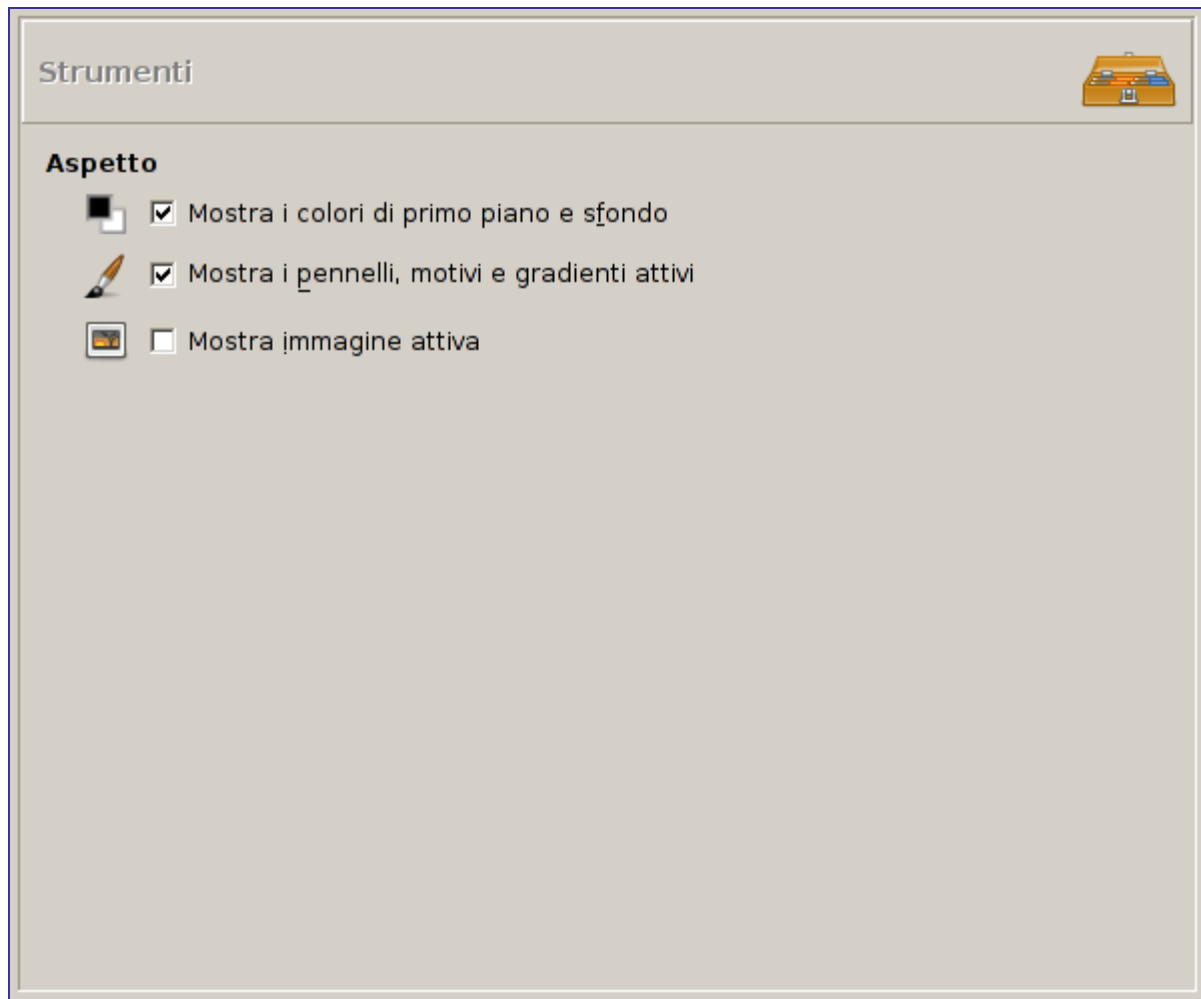 Strumenti
Aspetto
Mostra i colori di primo piano e sfondo
Mostra i pennelli, motivi e gradienti attivi
Mostra immagine attiva